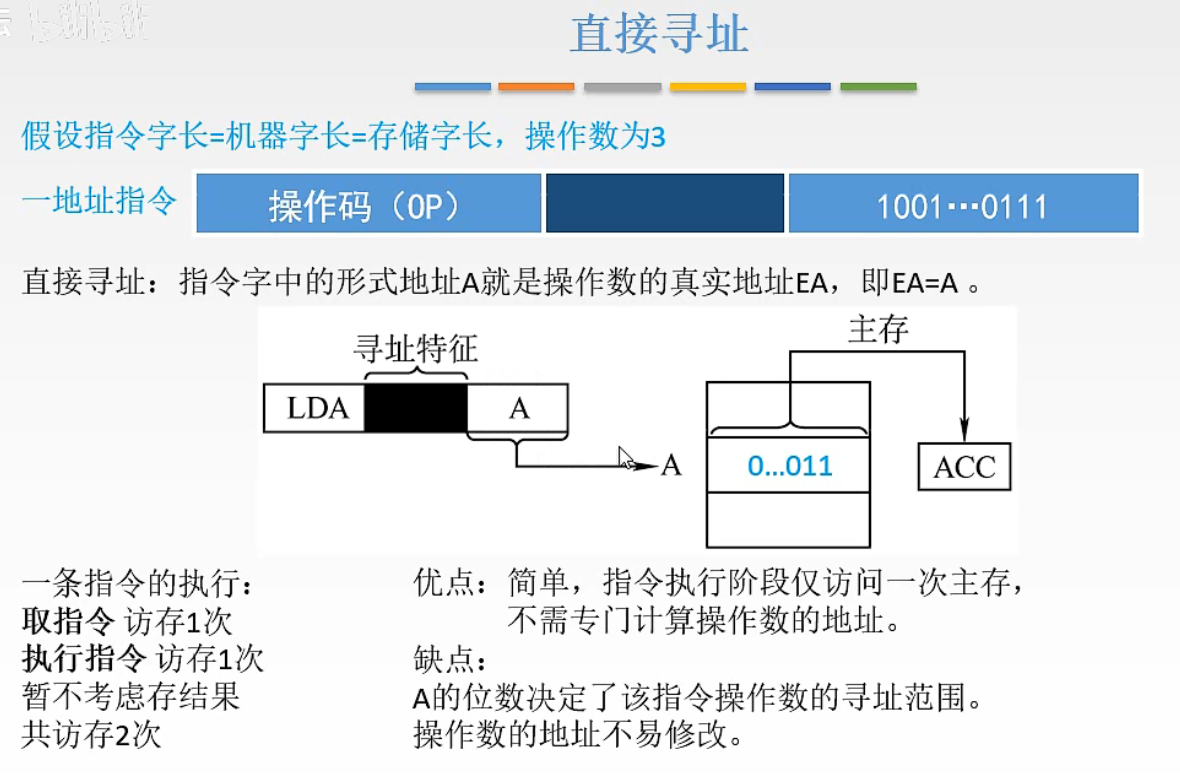 直接寻址
假设指令字长=机器字长=存储字长，操作数为3
一地址指令 操作码（OP） 1001…0111
直接寻址：指令字中的形式地址A就是操作数的真实地址EA，即EA=A 。
寻址特征 主存
LDA A
A 0...011 ACC
一条指令的执行：
取指令 访存1次
执行指令 访存1次
暂不考虑存结果
共访存2次
优点：简单，指令执行阶段仅访问一次主存，
不需专门计算操作数的地址。
缺点：
A的位数决定了该指令操作数的寻址范围。
操作数的地址不易修改。